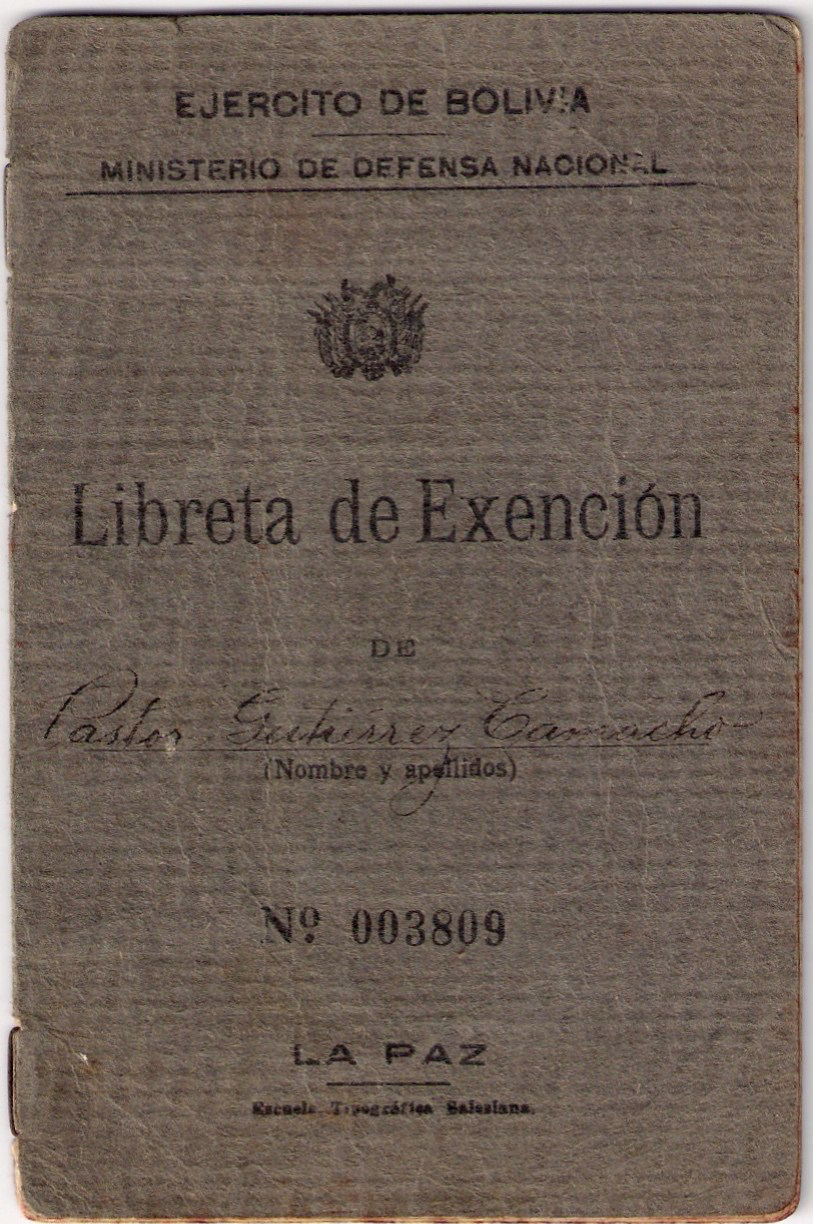 EJERCITO DE BOLIVIA
MINISTERIO DE DEFENSA NACIONAL
Libreta de Exención
DE
Pastor Gutiérrez Camacho
(Nombre y apellidos)
Nº 003809
LA PAZ
Escuela Tipográfica Salesiana.